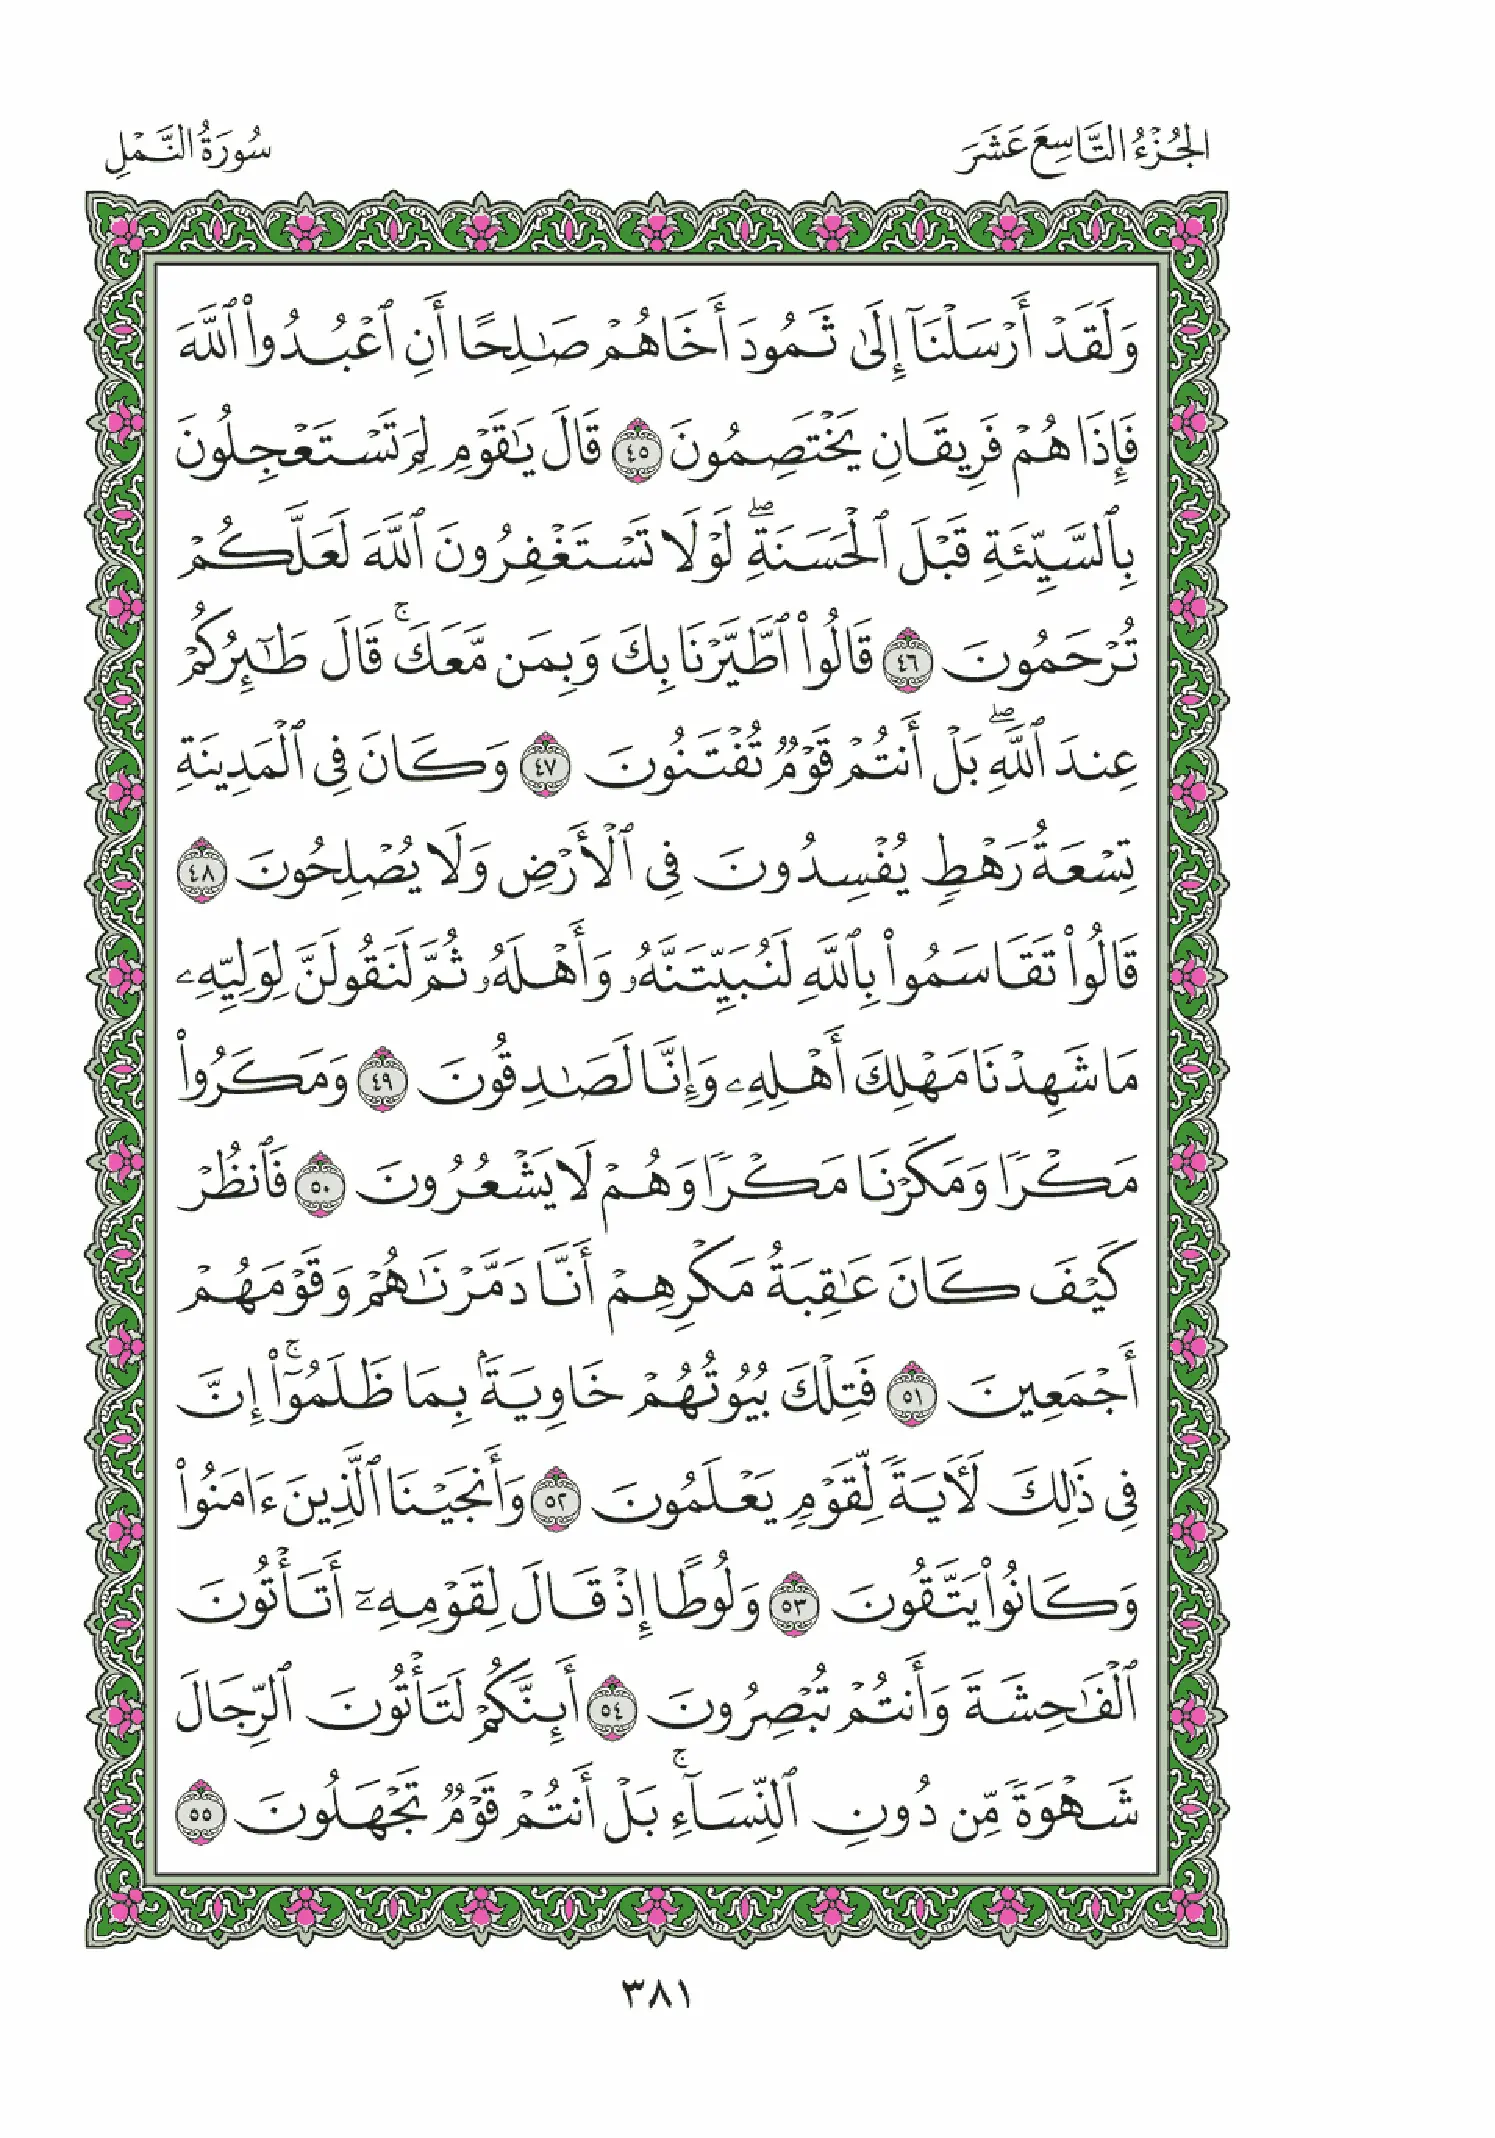 الجُزْءُ التَّاسِعَ عَشَرَ
سُورَةُ النَّمْلِ
وَلَقَدْ أَرْسَلْنَآ إِلَىٰ ثَمُودَ أَخَاهُمْ صَٰلِحًا أَنِ ٱعْبُدُوا۟ ٱللَّهَ
فَإِذَا هُمْ فَرِيقَانِ يَخْتَصِمُونَ ٤٥ قَالَ يَٰقَوْمِ لِمَ تَسْتَعْجِلُونَ
بِٱلسَّيِّئَةِ قَبْلَ ٱلْحَسَنَةِ ۖ لَوْلَا تَسْتَغْفِرُونَ ٱللَّهَ لَعَلَّكُمْ
تُرْحَمُونَ ٤٦ قَالُوا۟ ٱطَّيَّرْنَا بِكَ وَبِمَن مَّعَكَ ۚ قَالَ طَٰٓئِرُكُمْ
عِندَ ٱللَّهِ ۖ بَلْ أَنتُمْ قَوْمٌ تُفْتَنُونَ ٤٧ وَكَانَ فِى ٱلْمَدِينَةِ
تِسْعَةُ رَهْطٍ يُفْسِدُونَ فِى ٱلْأَرْضِ وَلَا يُصْلِحُونَ ٤٨
قَالُوا۟ تَقَاسَمُوا۟ بِٱللَّهِ لَنُبَيِّتَنَّهُۥ وَأَهْلَهُۥ ثُمَّ لَنَقُولَنَّ لِوَلِيِّهِۦ
مَا شَهِدْنَا مَهْلِكَ أَهْلِهِۦ وَإِنَّا لَصَٰدِقُونَ ٤٩ وَمَكَرُوا۟
مَكْرًا وَمَكَرْنَا مَكْرًا وَهُمْ لَا يَشْعُرُونَ ٥٠ فَٱنظُرْ
كَيْفَ كَانَ عَٰقِبَةُ مَكْرِهِمْ أَنَّا دَمَّرْنَٰهُمْ وَقَوْمَهُمْ
أَجْمَعِينَ ٥١ فَتِلْكَ بُيُوتُهُمْ خَاوِيَةًۢ بِمَا ظَلَمُوٓا۟ ۗ إِنَّ
فِى ذَٰلِكَ لَءَايَةً لِّقَوْمٍ يَعْلَمُونَ ٥٢ وَأَنجَيْنَا ٱلَّذِينَ ءَامَنُوا۟
وَكَانُوا۟ يَتَّقُونَ ٥٣ وَلُوطًا إِذْ قَالَ لِقَوْمِهِۦٓ أَتَأْتُونَ
ٱلْفَٰحِشَةَ وَأَنتُمْ تُبْصِرُونَ ٥٤ أَئِنَّكُمْ لَتَأْتُونَ ٱلرِّجَالَ
شَهْوَةً مِّن دُونِ ٱلنِّسَآءِ ۚ بَلْ أَنتُمْ قَوْمٌ تَجْهَلُونَ ٥٥
٣٨١